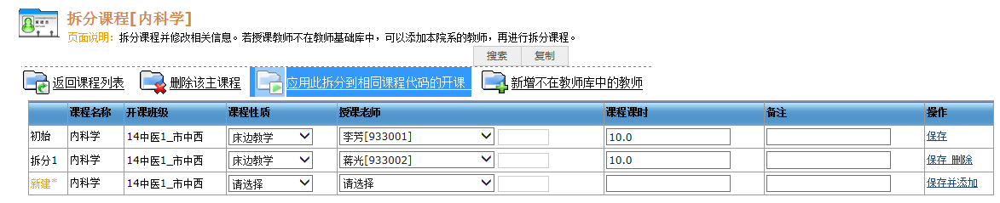 拆分课程[内科学]
页面说明：拆分课程并修改相关信息。若授课教师不在教师基础库中，可以添加本院系的教师，再进行拆分课程。
搜索 复制
返回课程列表 删除该主课程 应用此拆分到相同课程代码的开课 新增不在教师库中的教师
课程名称 开课班级 课程性质 授课老师 课程课时 备注 操作
初始 内科学 14中医1_市中西 床边教学 李芳[933001] 10.0 保存
拆分1 内科学 14中医1_市中西 床边教学 蒋光[933002] 10.0 保存 删除
新建* 内科学 14中医1_市中西 请选择 请选择 保存并添加